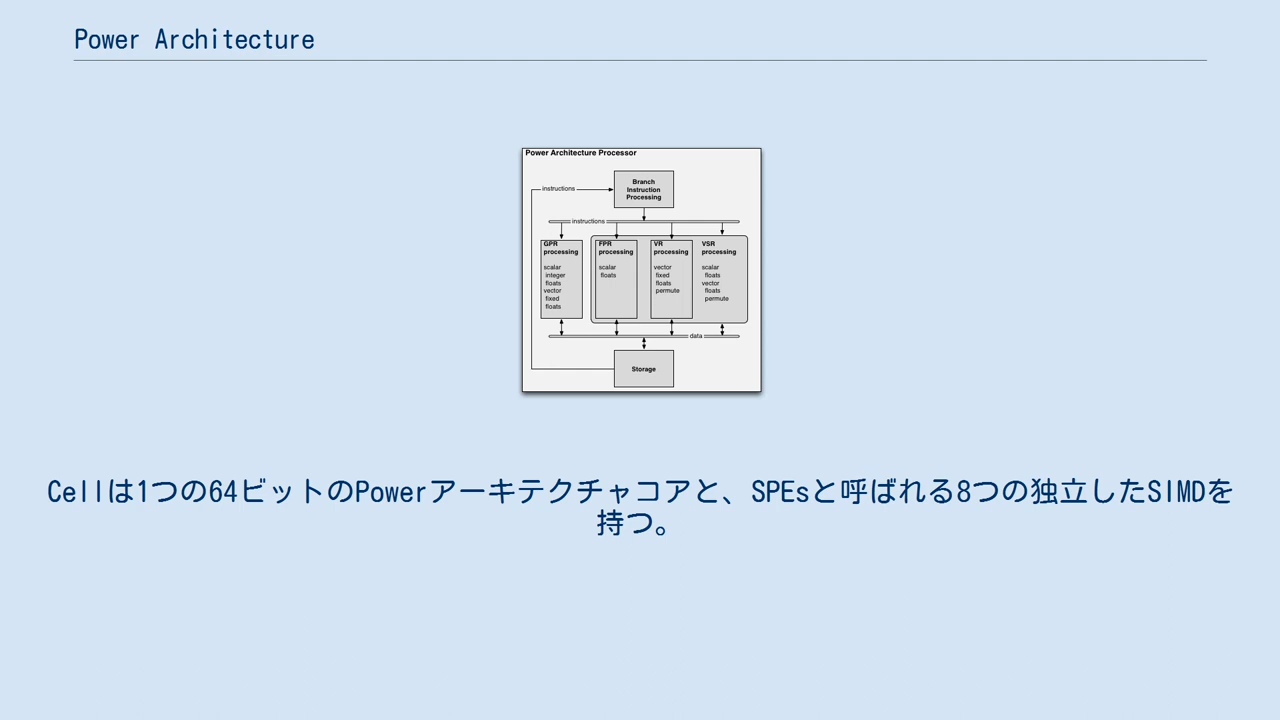 Power Architecture
Power Architecture Processor
Branch
Instruction
Processing
instructions
instructions
GPR
processing
scalar
integer
floats
vector
fixed
floats
FPR
processing
scalar
floats
VR
processing
vector
fixed
floats
permute
VSR
processing
scalar
floats
vector
floats
permute
data
Storage
Cellは1つの64ビットのPowerアーキテクチャコアと、SPEsと呼ばれる8つの独立したSIMDを
持つ。